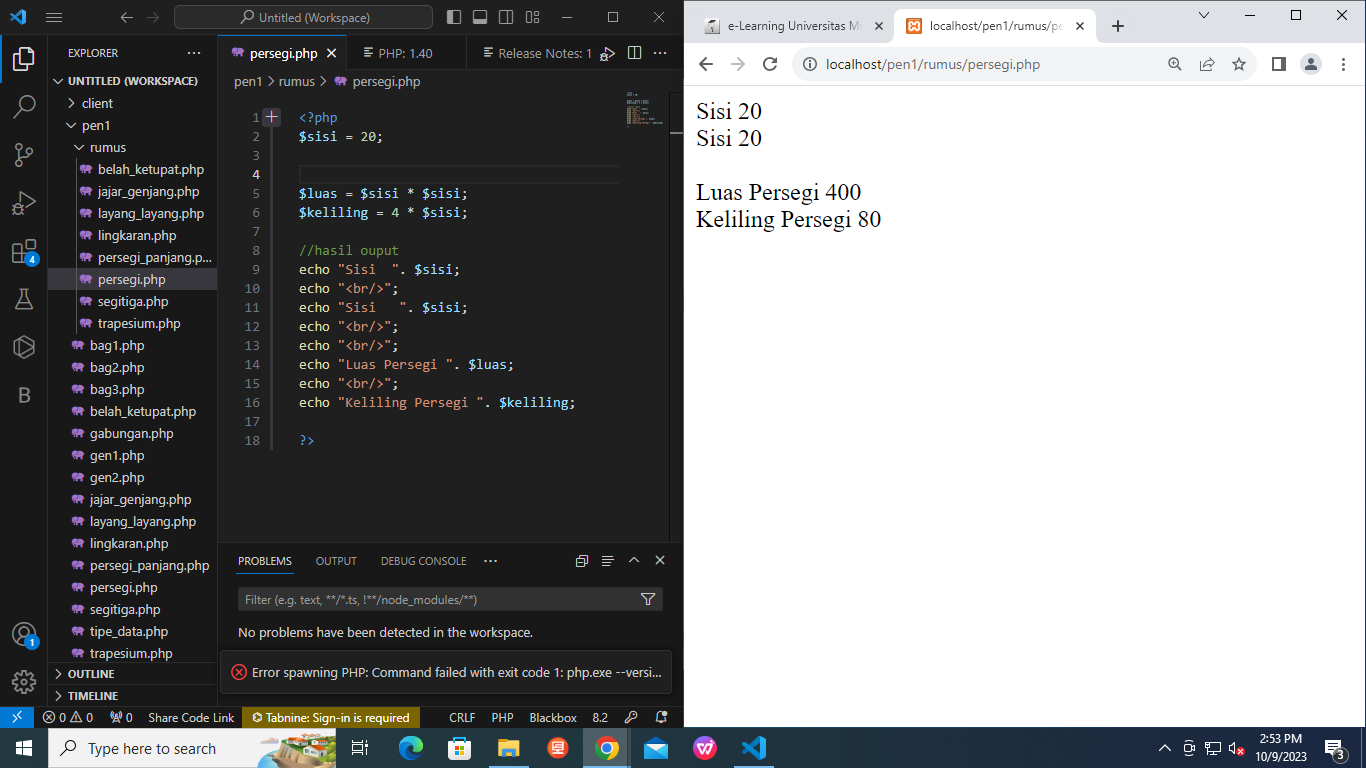 Untitled (Workspace)
EXPLORER
UNTITLED (WORKSPACE)
client
pen1
rumus
belah_ketupat.php
jajar_genjang.php
layang_layang.php
lingkaran.php
persegi_panjang.p...
persegi.php
segitiga.php
trapesium.php
bag1.php
bag2.php
bag3.php
belah_ketupat.php
gabungan.php
gen1.php
gen2.php
jajar_genjang.php
layang_layang.php
lingkaran.php
persegi_panjang.php
persegi.php
segitiga.php
tipe_data.php
trapesium.php
OUTLINE
TIMELINE
4
B
1
persegi.php PHP: 1.40 Release Notes: 1
pen1 > rumus > persegi.php
1 <?php
2 $sisi = 20;
3
4
5 $luas = $sisi * $sisi;
6 $keliling = 4 * $sisi;
7
8 //hasil ouput
9 echo "Sisi  ". $sisi;
10 echo "<br/>";
11 echo "Sisi   ". $sisi;
12 echo "<br/>";
13 echo "<br/>";
14 echo "Luas Persegi ". $luas;
15 echo "<br/>";
16 echo "Keliling Persegi ". $keliling;
17
18 ?>
PROBLEMS OUTPUT DEBUG CONSOLE
Filter (e.g. text, **/*.ts, !**/node_modules/**)
No problems have been detected in the workspace.
Error spawning PHP: Command failed with exit code 1: php.exe --versi...
0 0 0 Share Code Link Tabnine: Sign-in is required CRLF PHP Blackbox 8.2
e-Learning Universitas M localhost/pen1/rumus/pe
localhost/pen1/rumus/persegi.php
Sisi 20
Sisi 20
Luas Persegi 400
Keliling Persegi 80
Type here to search
2:53 PM
10/9/2023
3